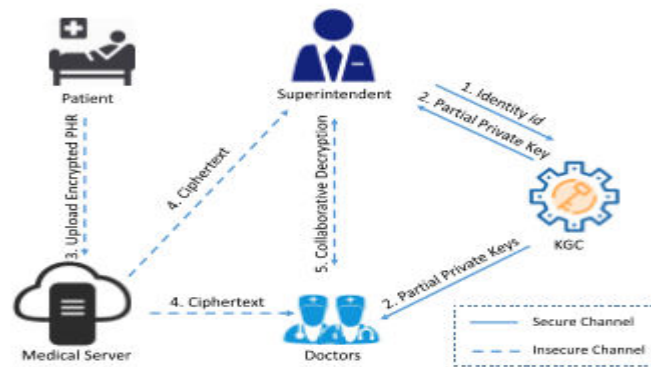 Patient
Superintendent
1. Identity id
2. Partial Private Key
3. Upload Encrypted PHR
4. Ciphertext
5. Collaborative Decryption
KGC
2. Partial Private Keys
4. Ciphertext
Medical Server
Doctors
Secure Channel
Insecure Channel